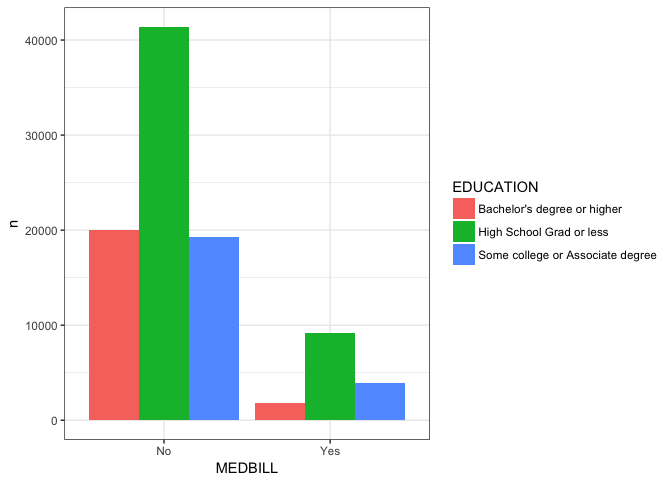 40000
30000
20000
10000
0
n
No
Yes
MEDBILL
EDUCATION
Bachelor's degree or higher
High School Grad or less
Some college or Associate degree